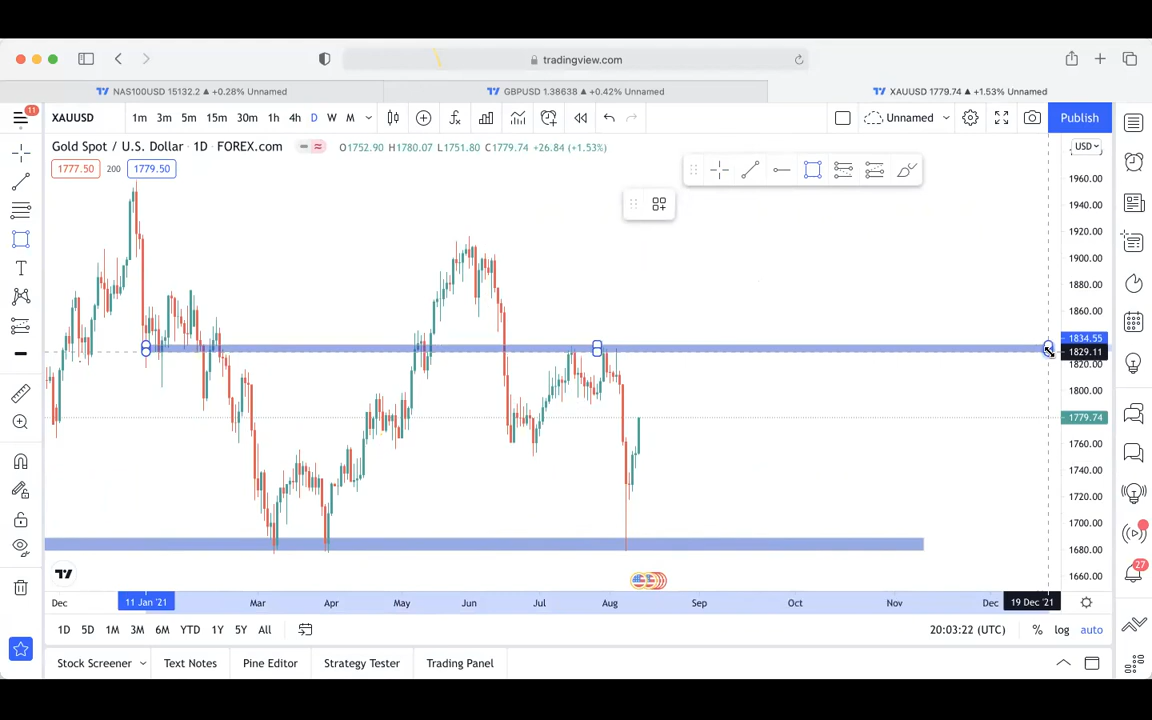 tradingview.com
NAS100USD 15132.2 ▲ +0.28% Unnamed
GBPUSD 1.38638 ▲ +0.42% Unnamed
XAUUSD 1779.74 ▲ +1.53% Unnamed
11
XAUUSD 1m 3m 5m 15m 30m 1h 4h D W M
Unnamed
Publish
Gold Spot / U.S. Dollar · 1D · FOREX.com
O1752.90 H1780.07 L1751.80 C1779.74 +26.84 (+1.53%)
USD
1777.50 200 1779.50
1960.00
1940.00
1920.00
1900.00
1880.00
1860.00
1834.55
1829.11
1820.00
1800.00
1779.74
1760.00
1740.00
1720.00
1700.00
1680.00
1660.00
27
Dec 11 Jan '21 Mar Apr May Jun Jul Aug Sep Oct Nov Dec 19 Dec '21
1D 5D 1M 3M 6M YTD 1Y 5Y All
20:03:22 (UTC) % log auto
Stock Screener Text Notes Pine Editor Strategy Tester Trading Panel